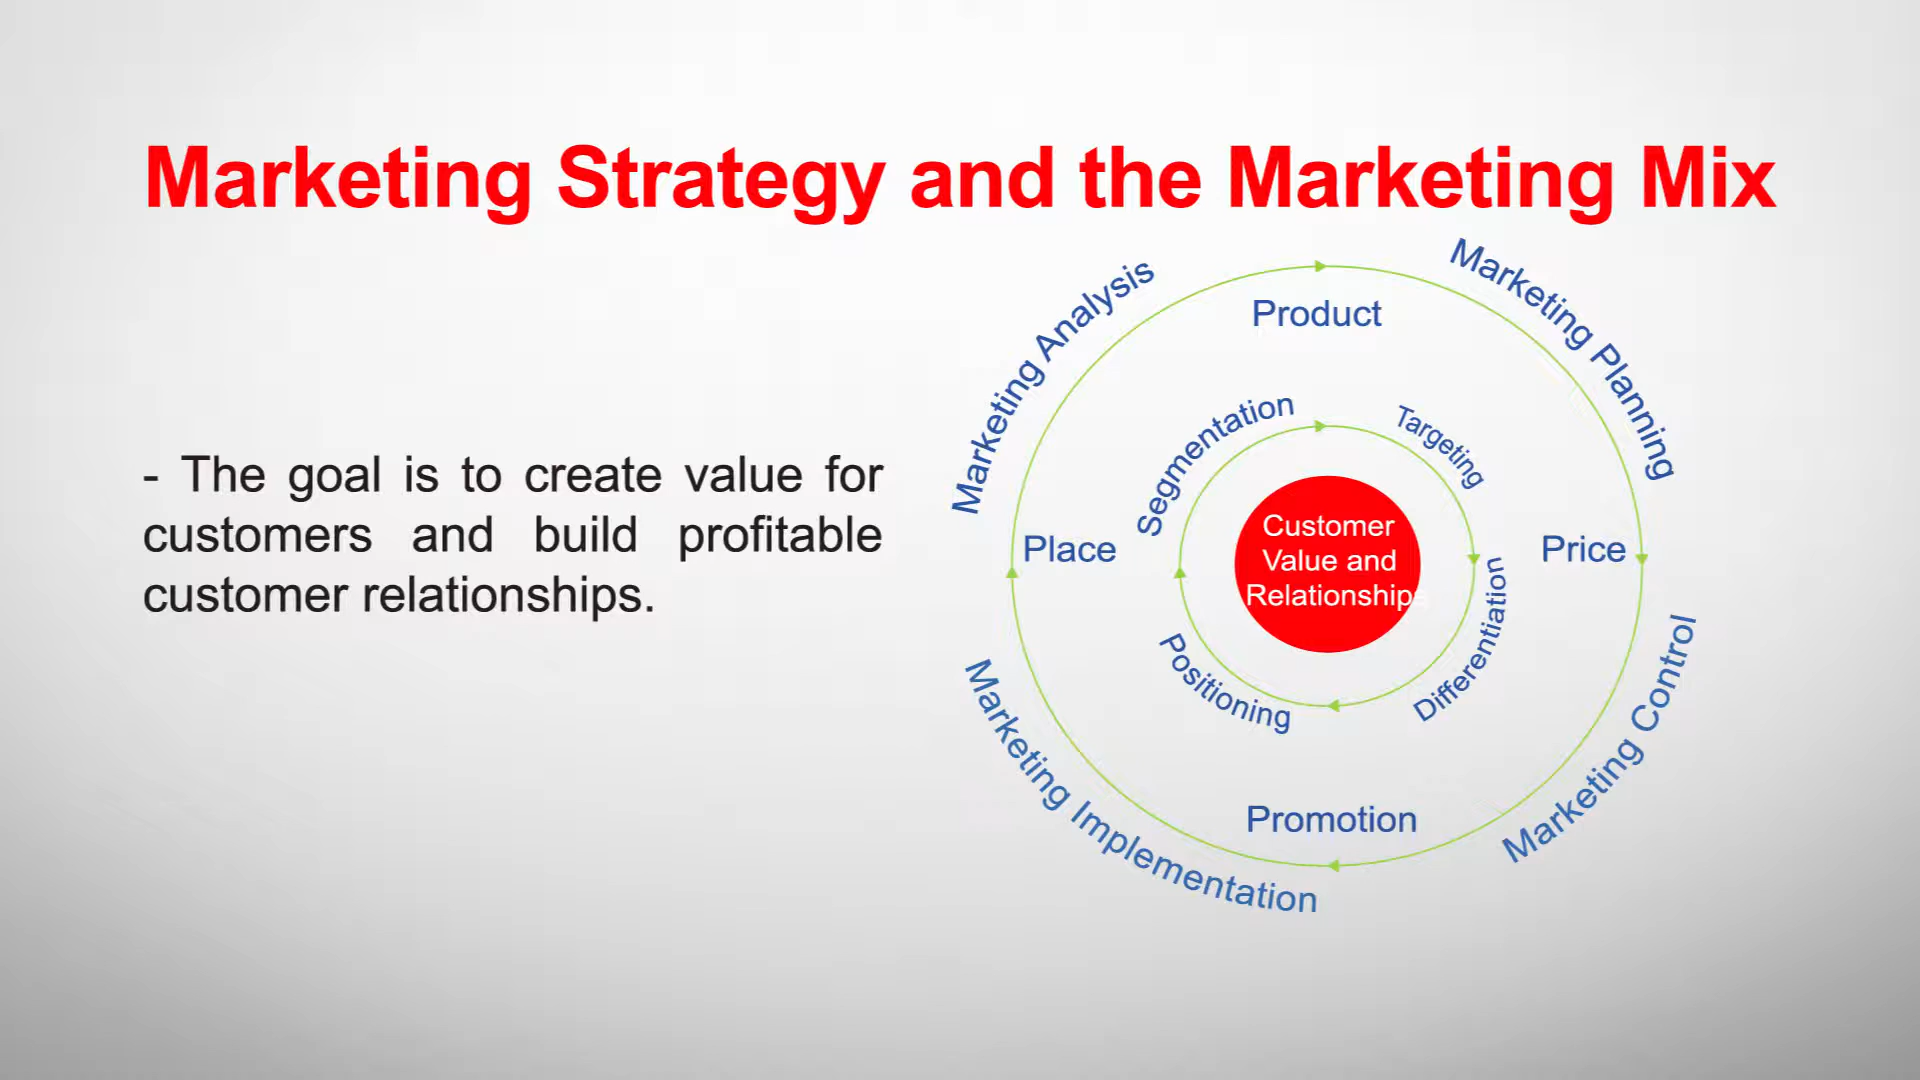 Marketing Strategy and the Marketing Mix
- The goal is to create value for
customers and build profitable
customer relationships.
Marketing Analysis
Marketing Planning
Product
Segmentation
Targeting
Place
Customer
Value and
Relationships
Price
Positioning
Differentiation
Marketing Implementation
Marketing Control
Promotion